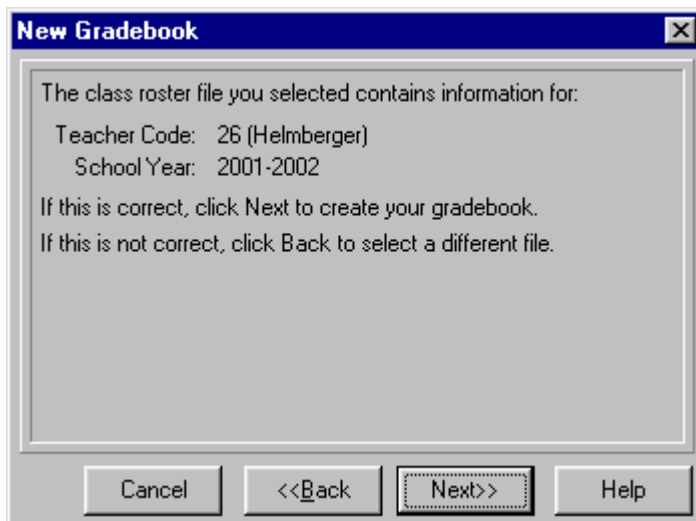 New Gradebook
The class roster file you selected contains information for:
Teacher Code: 26 (Helmberger)
School Year: 2001-2002
If this is correct, click Next to create your gradebook.
If this is not correct, click Back to select a different file.
Cancel <<Back Next>> Help